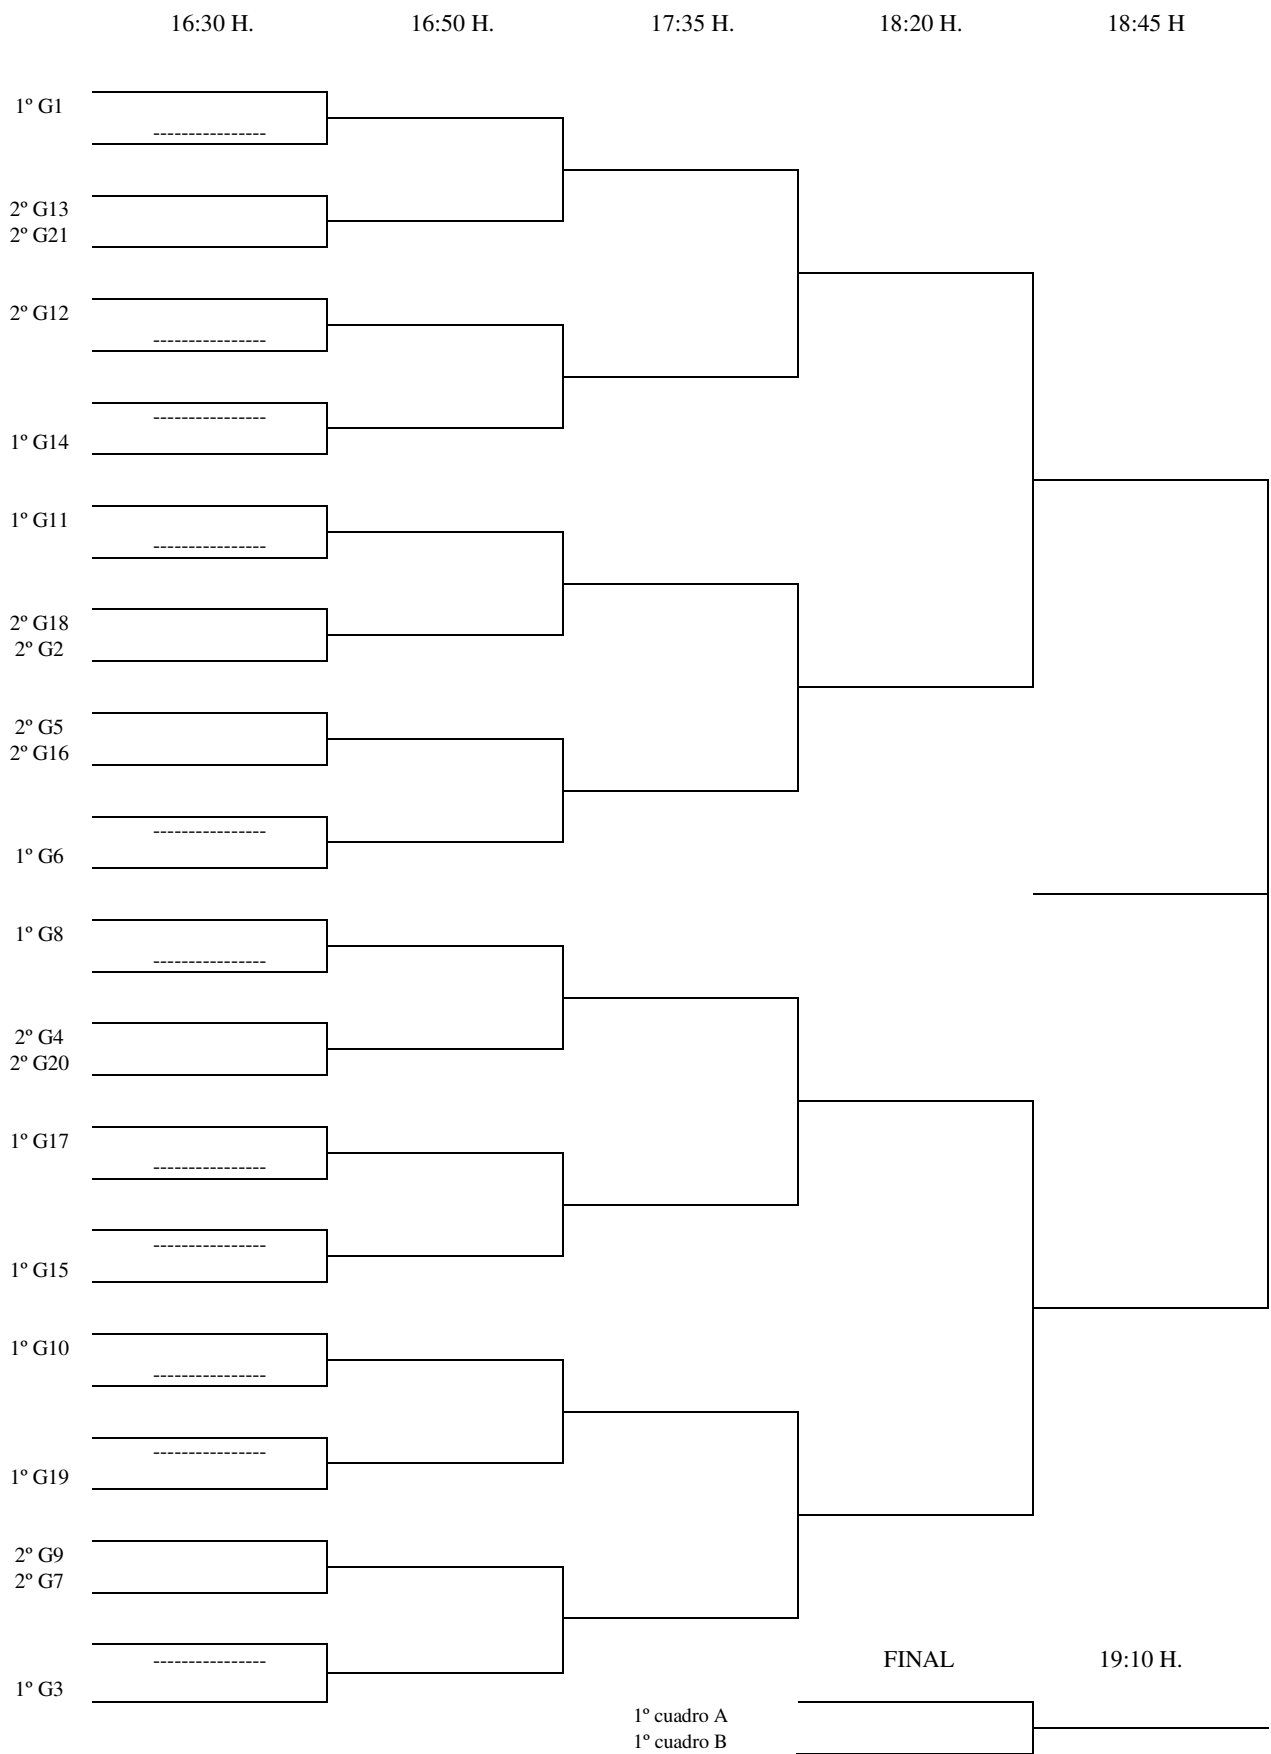 16:30 H. 16:50 H. 17:35 H. 18:20 H. 18:45 H
1º G1
----------------
2º G13
2º G21
2º G12
----------------
----------------
1º G14
1º G11
----------------
2º G18
2º G2
2º G5
2º G16
----------------
1º G6
1º G8
----------------
2º G4
2º G20
1º G17
----------------
----------------
1º G15
1º G10
----------------
----------------
1º G19
2º G9
2º G7
----------------
1º G3
FINAL 19:10 H.
1º cuadro A
1º cuadro B